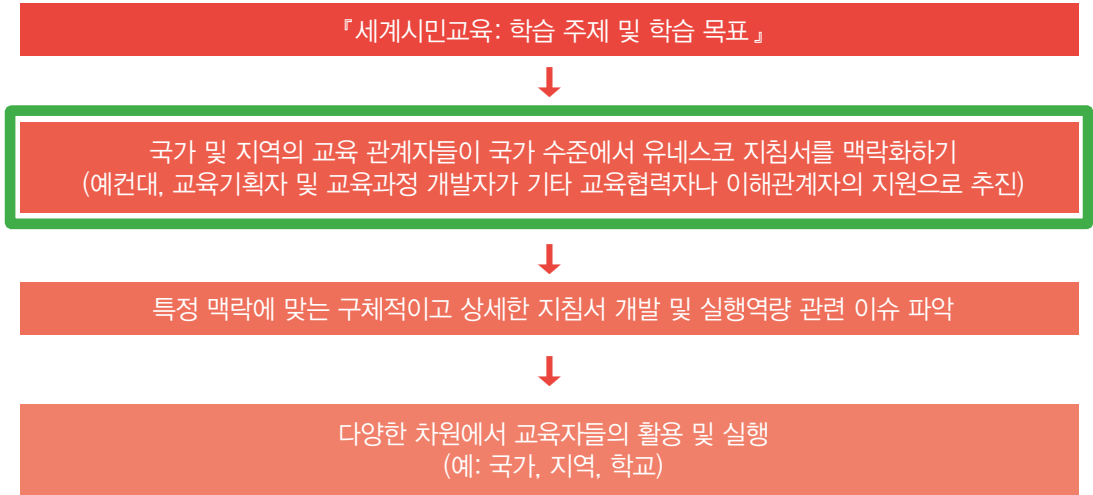 『세계시민교육: 학습 주제 및 학습 목표』
국가 및 지역의 교육 관계자들이 국가 수준에서 유네스코 지침서를 맥락화하기
(예컨대, 교육기획자 및 교육과정 개발자가 기타 교육협력자나 이해관계자의 지원으로 추진)
특정 맥락에 맞는 구체적이고 상세한 지침서 개발 및 실행역량 관련 이슈 파악
다양한 차원에서 교육자들의 활용 및 실행
(예: 국가, 지역, 학교)